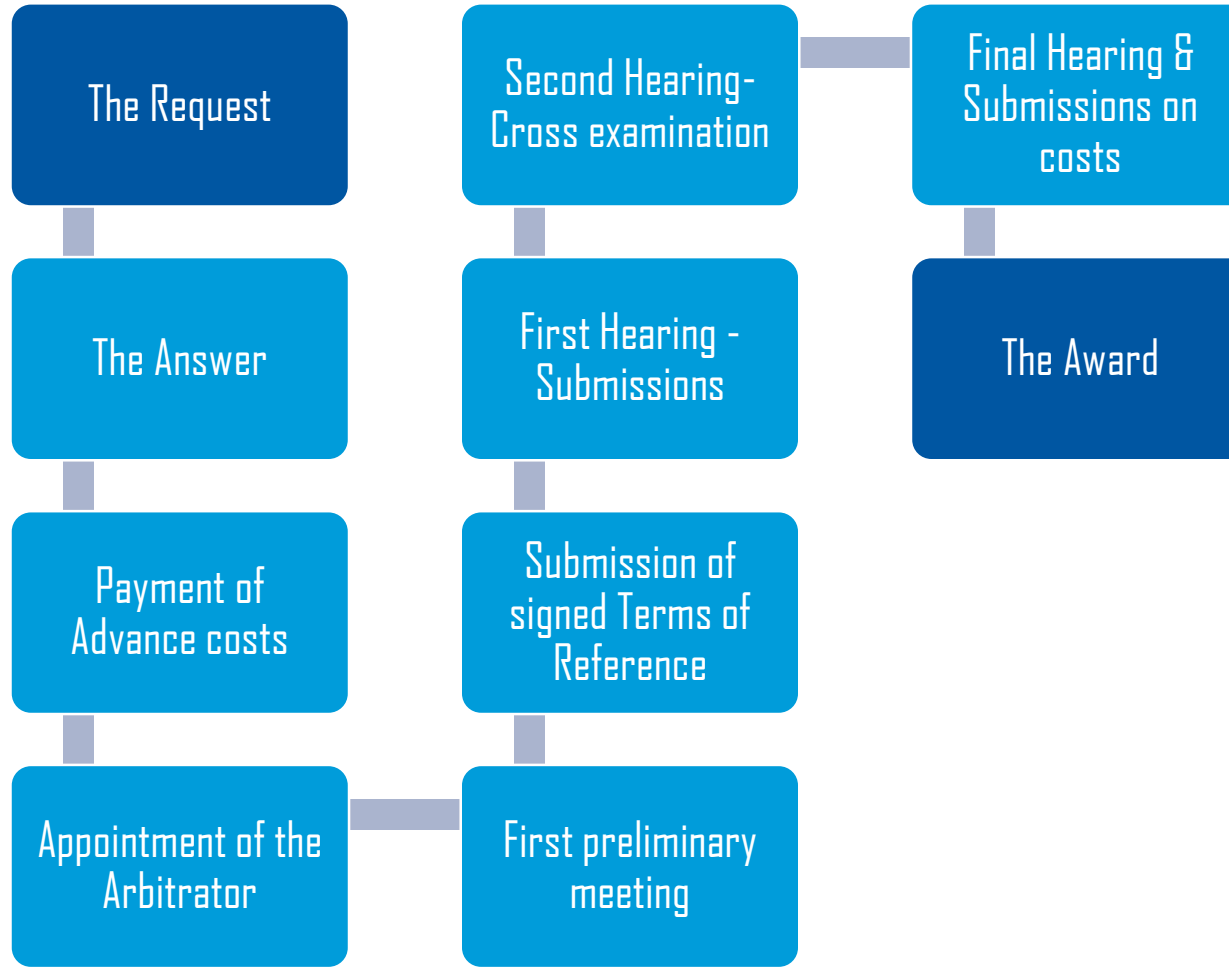 The Request
The Answer
Payment of
Advance costs
Appointment of the
Arbitrator
First preliminary
meeting
Submission of
signed Terms of
Reference
First Hearing -
Submissions
Second Hearing-
Cross examination
Final Hearing &
Submissions on
costs
The Award